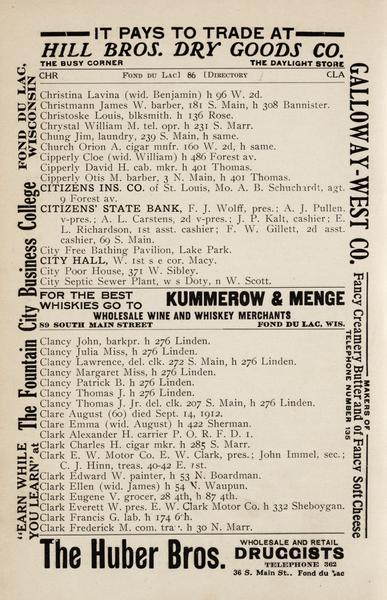 IT PAYS TO TRADE AT
HILL BROS. DRY GOODS CO.
THE BUSY CORNER THE DAYLIGHT STORE
CHR FOND DU LAC] 86 [DIRECTORY CLA
Christina Lavina (wid. Benjamin) h 96 W. 2d.
Christmann James W. barber, 181 S. Main, h 308 Bannister.
Christoske Louis, blksmith. h 136 Rose.
Chrystal William M. tel. opr. h 231 S. Marr.
Chung Jim, laundry, 239 S. Main, h same.
Church Orion A. cigar mnfr. 160 W. 2d, h same.
Cipperly Cloe (wid. William) h 486 Forest av.
Cipperly David H. cab. mkr. h 401 Thomas.
Cipperly Otis M. barber, 3 N. Main, h 401 Thomas.
CITIZENS INS. CO. of St. Louis, Mo. A. B. Schuchardt, agt.
9 Forest av.
CITIZENS' STATE BANK, F. J. Wolff, pres.; A. J. Pullen,
v-pres.; A. L. Carstens, 2d v-pres.; J. P. Kalt, cashier; E.
L. Richardson, 1st asst. cashier; F. W. Gillett, 2d asst.
cashier, 69 S. Main.
City Free Bathing Pavilion, Lake Park.
CITY HALL, W. 1st s e cor. Macy.
City Poor House, 371 W. Sibley.
City Septic Sewer Plant, w s Doty, n W. Scott.
FOR THE BEST
WHISKIES GO TO KUMMEROW & MENGE
WHOLESALE WINE AND WHISKEY MERCHANTS
89 SOUTH MAIN STREET FOND DU LAC, WIS.
Clancy John, barkpr. h 276 Linden.
Clancy Julia Miss, h 276 Linden.
Clancy Lawrence, del. clk. 272 S. Main, h 276 Linden.
Clancy Margaret Miss, h 276 Linden.
Clancy Patrick B. h 276 Linden.
Clancy Thomas J. h 276 Linden.
Clancy Thomas J. Jr. del. clk. 207 S. Main, h 276 Linden.
Clare August (60) died Sept. 14, 1912.
Clare Emma (wid. August) h 422 Sherman.
Clark Alexander H. carrier P. O. R. F. D. 1.
Clark Charles H. cigar mkr. h 285 S. Marr.
Clark E. W. Motor Co. E. W. Clark, pres.; John Immel, sec.;
C. J. Hinn, treas. 40-42 E. 1st.
Clark Edward W. painter, h 53 N. Boardman.
Clark Ellen (wid. James) h 54 N. Waupun.
Clark Eugene V. grocer, 28 4th, h 87 4th.
Clark Everett W. pres. E. W. Clark Motor Co. h 332 Sheboygan.
Clark Francis G. lab. h 174 6th.
Clark Frederick M. com. h 30 N. Marr.
The Huber Bros. WHOLESALE AND RETAIL
DRUGGISTS
TELEPHONE 362
36 S. Main St., Fond du Lac
"EARN WHILE
YOU LEARN" at The Fountain City Business College FOND DU LAC,
WISCONSIN
GALLOWAY-WEST CO.
MAKERS OF
Fancy Creamery Butter and of Fancy Soft Cheese
TELEPHONE NUMBER